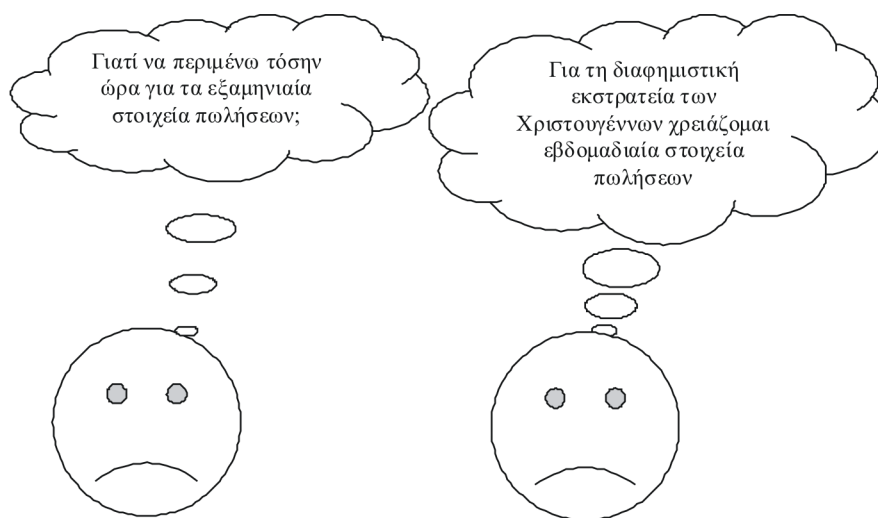 Γιατί να περιμένω τόσην
ώρα για τα εξαμηνιαία
στοιχεία πωλήσεων;
Για τη διαφημιστική
εκστρατεία των
Χριστουγέννων χρειάζομαι
εβδομαδιαία στοιχεία
πωλήσεων